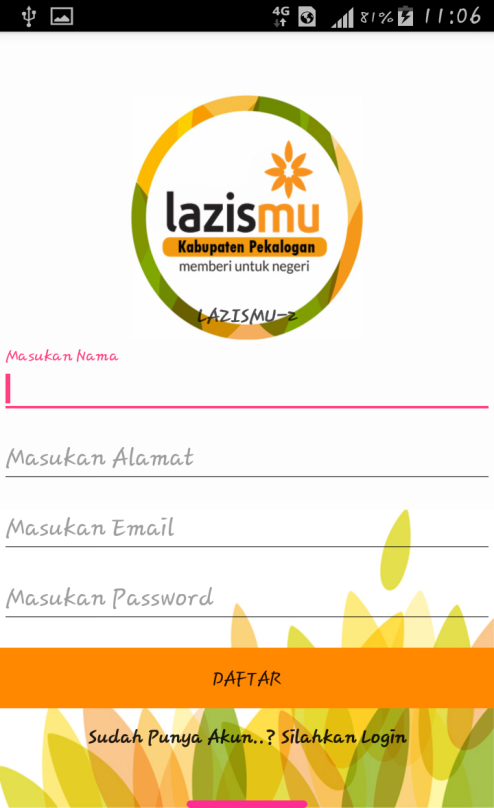 4G 81% 11:06
lazismu
Kabupaten Pekalogan
memberi untuk negeri
LAZISMU-Z
Masukan Nama
Masukan Alamat
Masukan Email
Masukan Password
DAFTAR
Sudah Punya Akun..? Silahkan Login